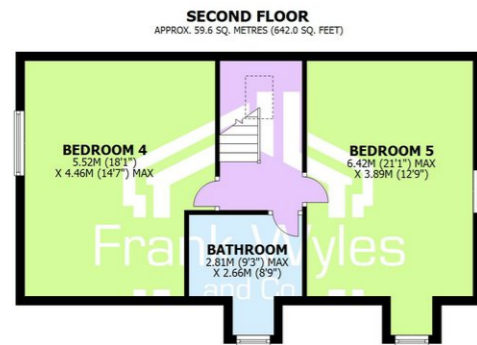 SECOND FLOOR
APPROX. 59.6 SQ. METRES (642.0 SQ. FEET)
BEDROOM 4
5.52M (18'1")
X 4.46M (14'7") MAX
BEDROOM 5
6.42M (21'1") MAX
X 3.89M (12'9")
BATHROOM
2.81M (9'3") MAX
X 2.66M (8'9")
Frank Wyles
and Co